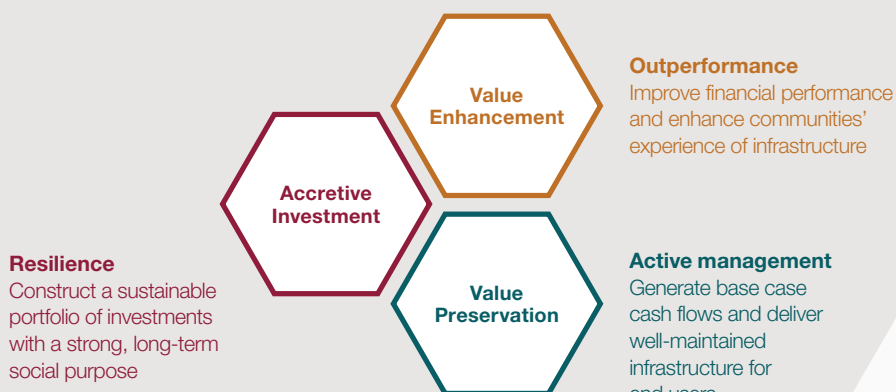 Value
Enhancement
Outperformance
Improve financial performance
and enhance communities’
experience of infrastructure
Accretive
Investment
Resilience
Construct a sustainable
portfolio of investments
with a strong, long-term
social purpose
Value
Preservation
Active management
Generate base case
cash flows and deliver
well-maintained
infrastructure for
end users